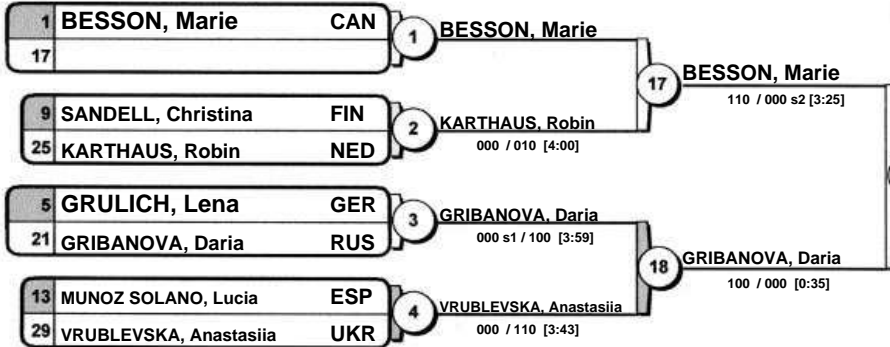 1 BESSON, Marie CAN
17
1
BESSON, Marie
9 SANDELL, Christina FIN
25 KARTHAUS, Robin NED
2
KARTHAUS, Robin
000 / 010 [4:00]
17
BESSON, Marie
110 / 000 s2 [3:25]
5 GRULICH, Lena GER
21 GRIBANOVA, Daria RUS
3
GRIBANOVA, Daria
000 s1 / 100 [3:59]
13 MUNOZ SOLANO, Lucia ESP
29 VRUBLEVSKA, Anastasiia UKR
4
VRUBLEVSKA, Anastasiia
000 / 110 [3:43]
18
GRIBANOVA, Daria
100 / 000 [0:35]